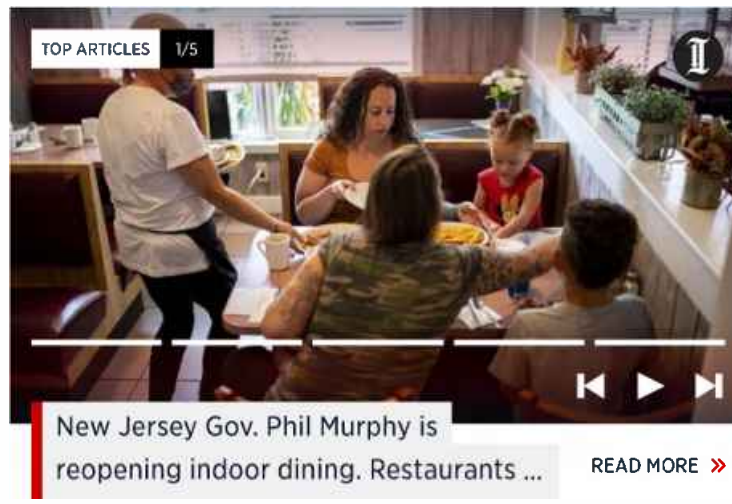 TOP ARTICLES 1/5
New Jersey Gov. Phil Murphy is
reopening indoor dining. Restaurants ...
READ MORE »